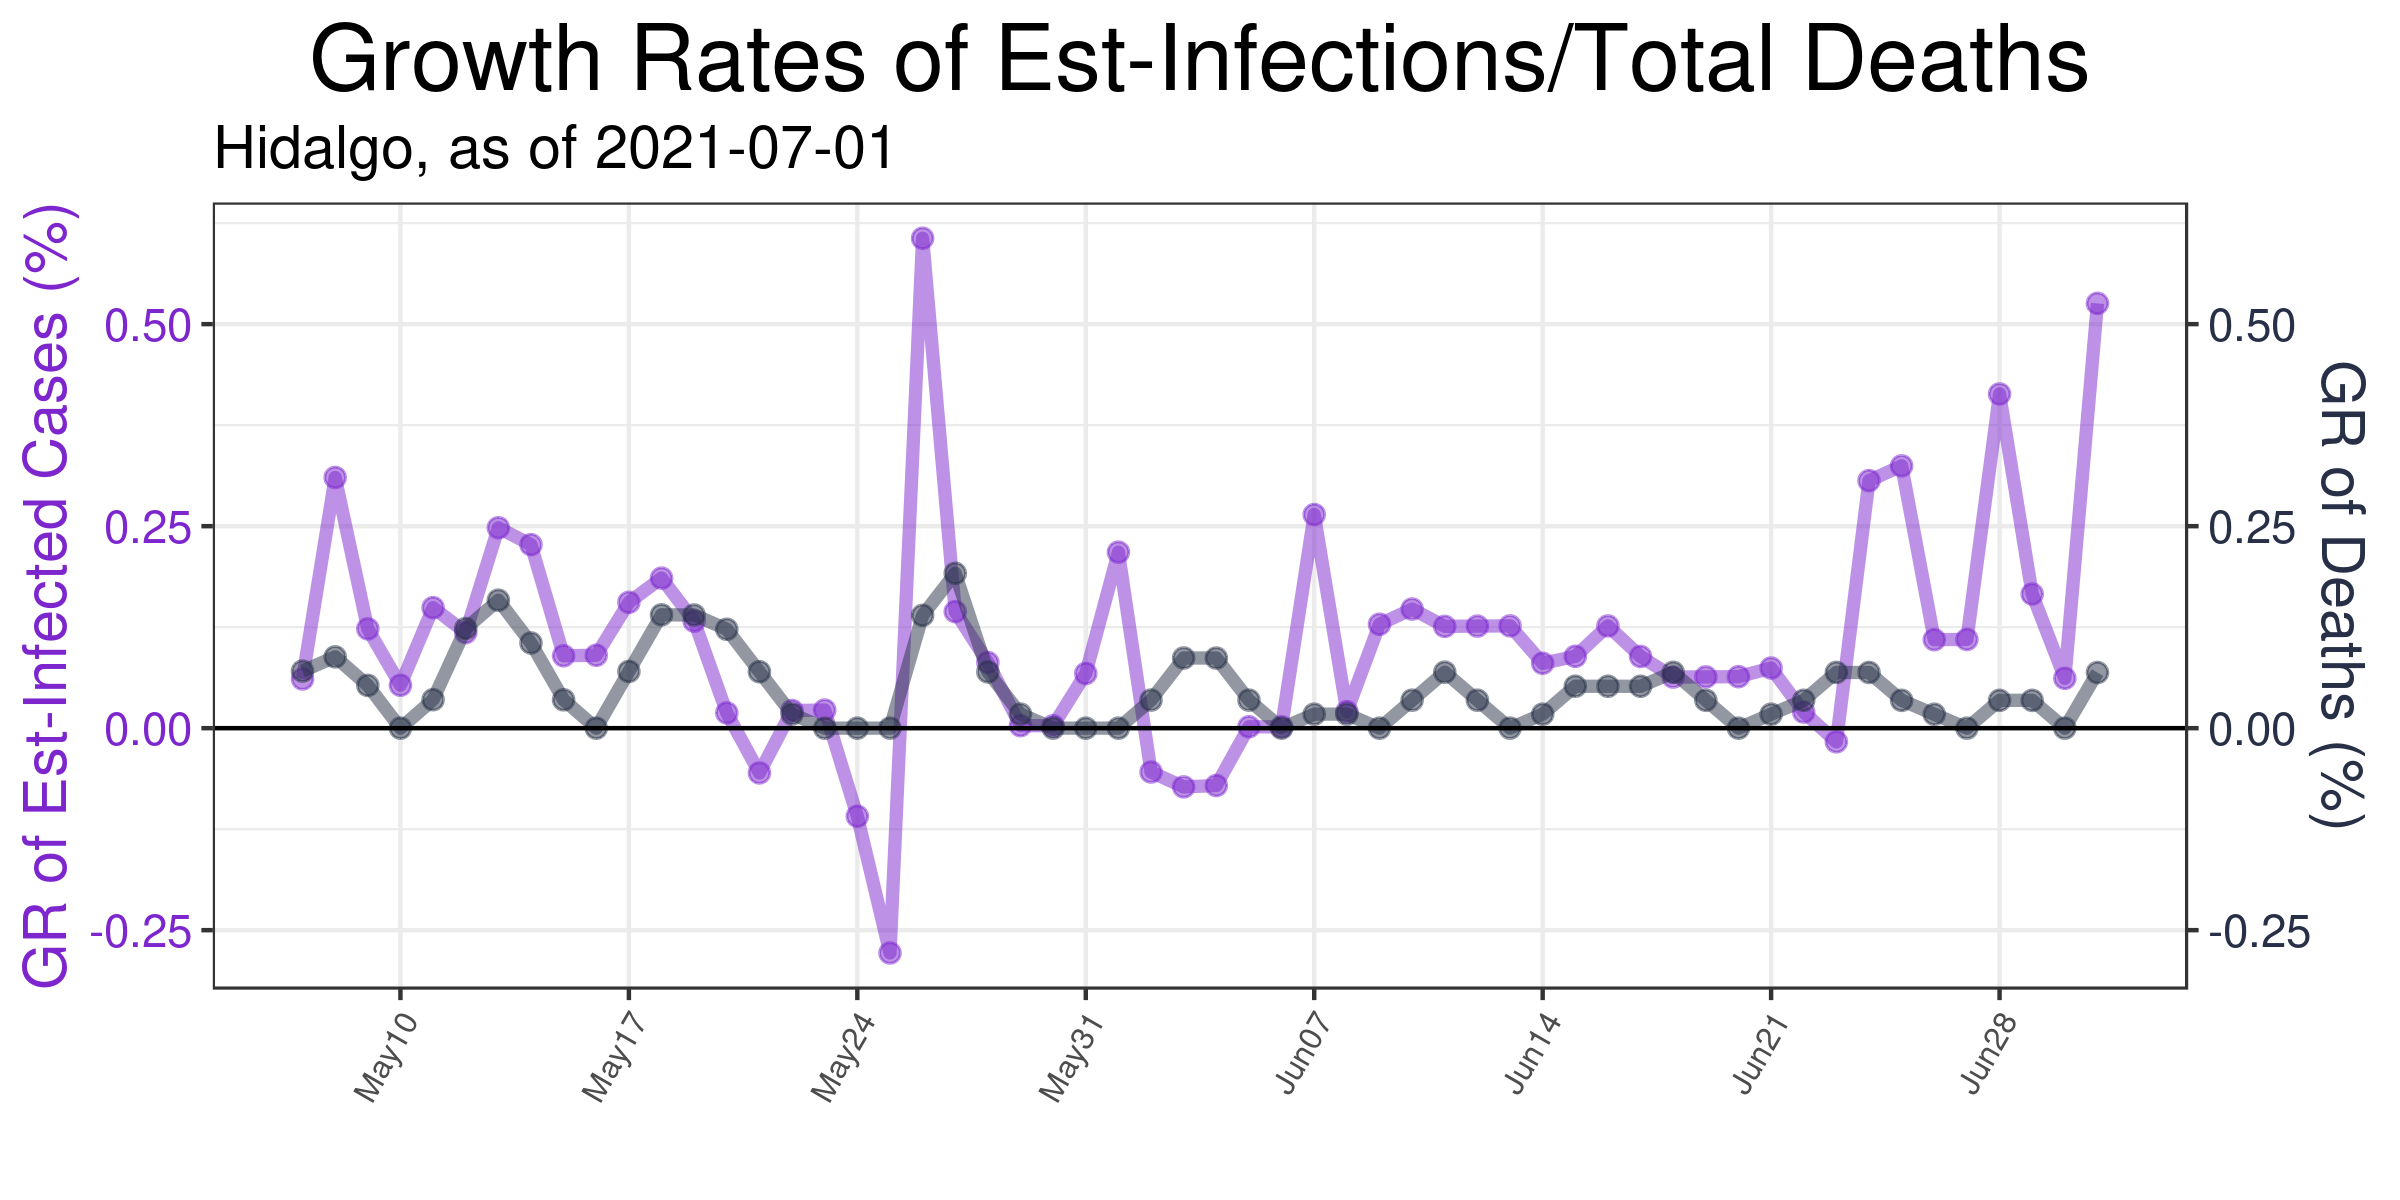 Growth Rates of Est-Infections/Total Deaths
Hidalgo, as of 2021-07-01
GR of Est-Infected Cases (%)
0.50
0.25
0.00
-0.25
0.50
0.25
0.00
-0.25
GR of Deaths (%)
May10
May17
May24
May31
Jun07
Jun14
Jun21
Jun28